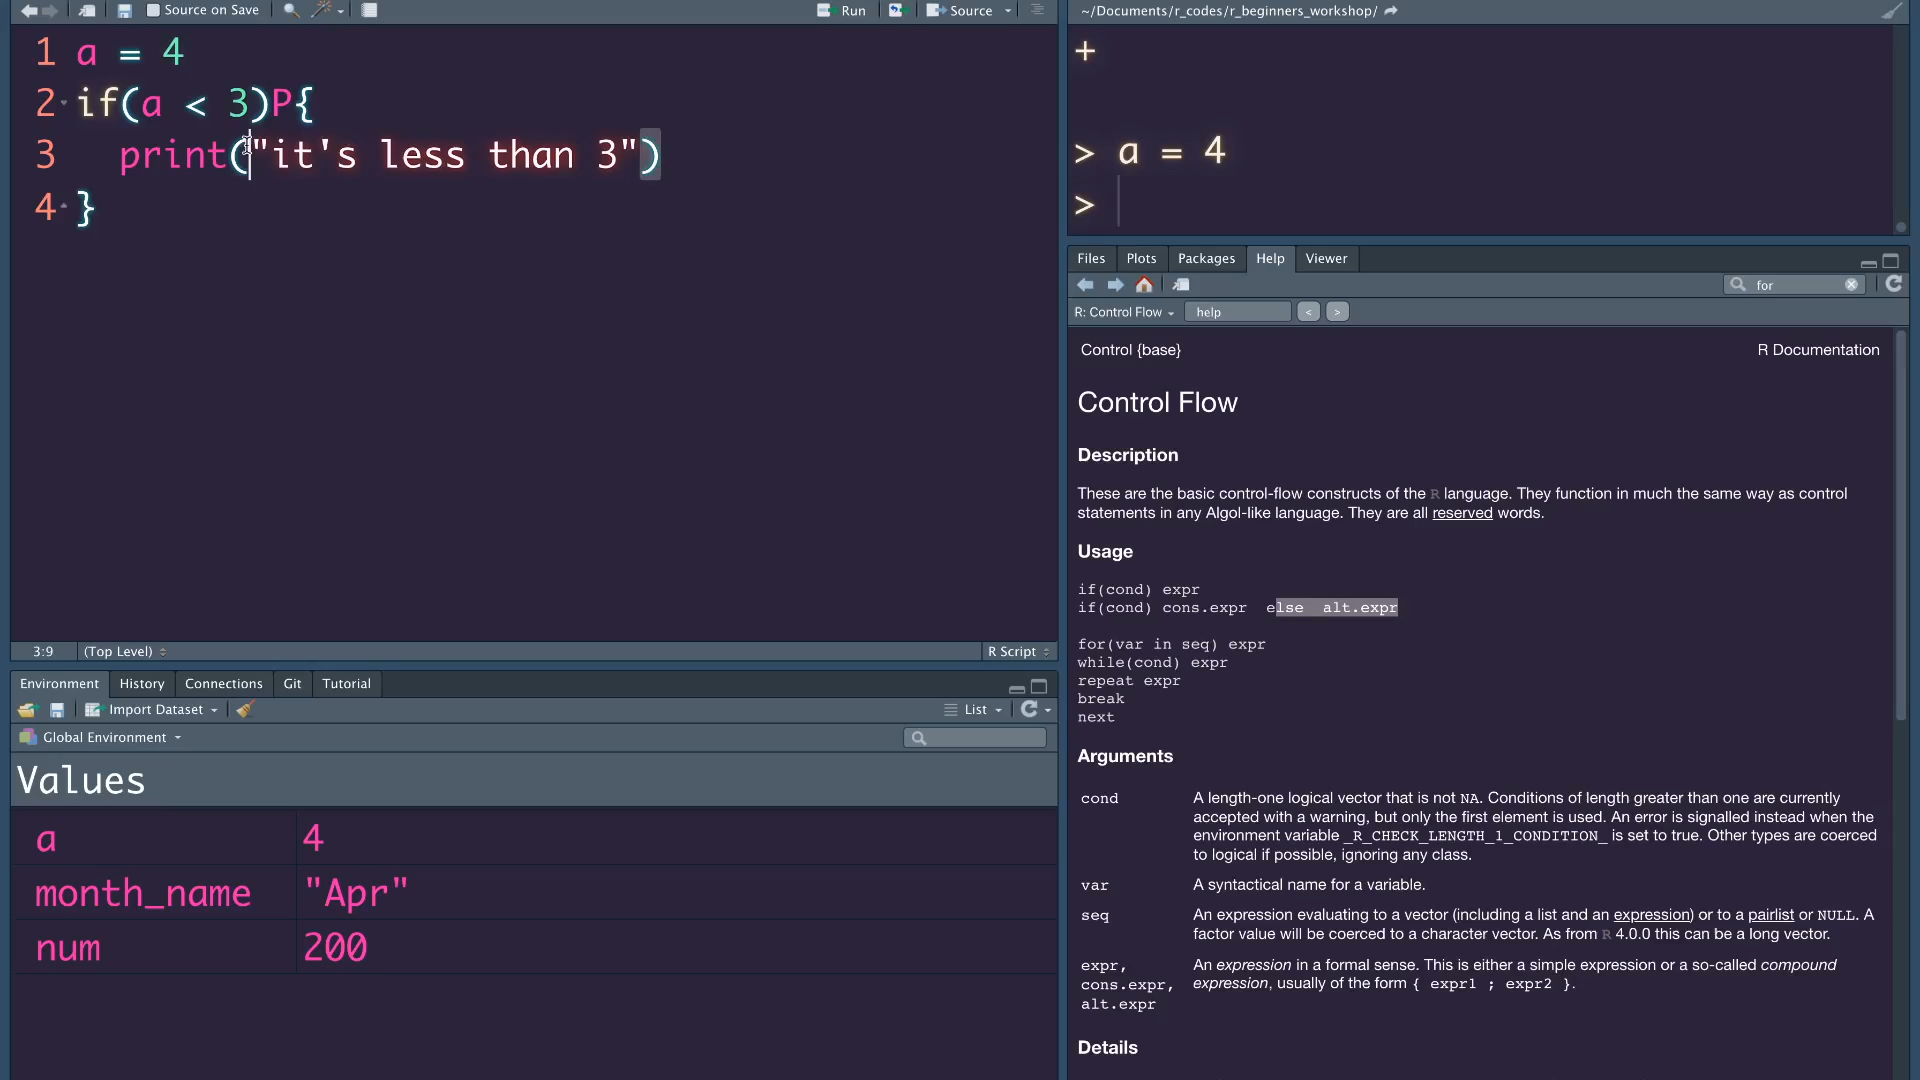 Source on Save
Run
Source
1 a = 4
2 if(a < 3)P{
3 print("it's less than 3")
4 }
3:9
(Top Level)
R Script
Environment
History
Connections
Git
Tutorial
Import Dataset
List
Global Environment
Values
a 4
month_name "Apr"
num 200
~/Documents/r_codes/r_beginners_workshop/
+
> a = 4
>
Files
Plots
Packages
Help
Viewer
for
R: Control Flow
help
<
>
Control {base}
R Documentation
Control Flow
Description
These are the basic control-flow constructs of the R language. They function in much the same way as control
statements in any Algol-like language. They are all reserved words.
Usage
if(cond) expr
if(cond) cons.expr  else  alt.expr
for(var in seq) expr
while(cond) expr
repeat expr
break
next
Arguments
cond A length-one logical vector that is not NA. Conditions of length greater than one are currently
accepted with a warning, but only the first element is used. An error is signalled instead when the
environment variable _R_CHECK_LENGTH_1_CONDITION_ is set to true. Other types are coerced
to logical if possible, ignoring any class.
var A syntactical name for a variable.
seq An expression evaluating to a vector (including a list and an expression) or to a pairlist or NULL. A
factor value will be coerced to a character vector. As from R 4.0.0 this can be a long vector.
expr, An expression in a formal sense. This is either a simple expression or a so-called compound
cons.expr, expression, usually of the form { expr1 ; expr2 }.
alt.expr
Details